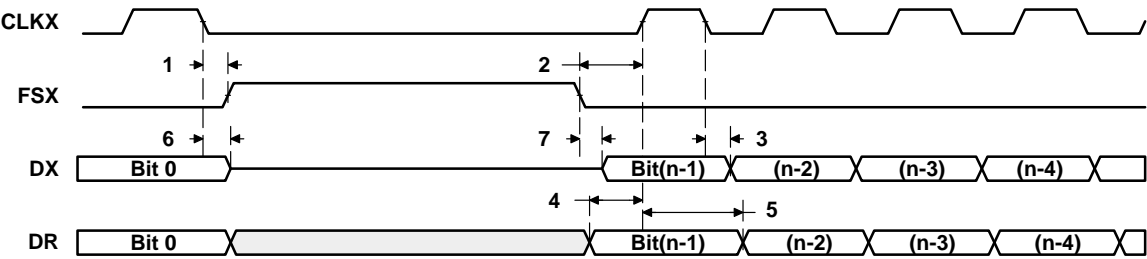 CLKX
1 2
FSX
6 7 3
DX Bit 0 Bit(n-1) (n-2) (n-3) (n-4)
4 5
DR Bit 0 Bit(n-1) (n-2) (n-3) (n-4)